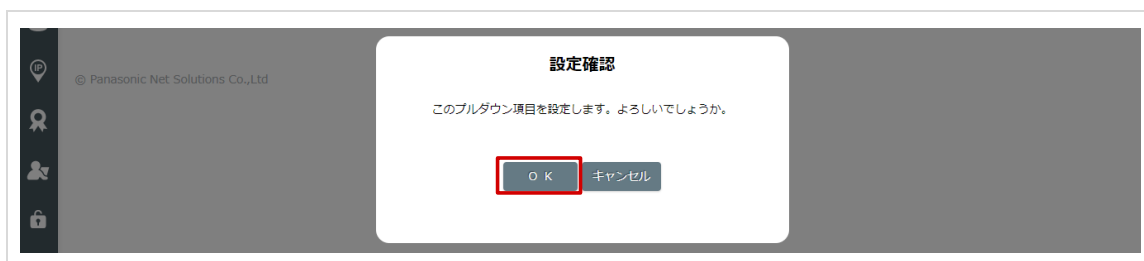 設定確認
IP
© Panasonic Net Solutions Co.,Ltd
このプルダウン項目を設定します。よろしいでしょうか。
ＯＫ
キャンセル